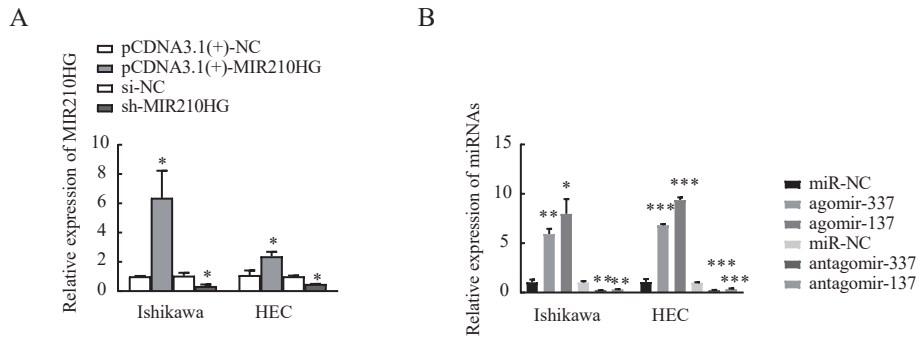 A
pCDNA3.1(+)-NC
pCDNA3.1(+)-MIR210HG
si-NC
sh-MIR210HG
Relative expression of MIR210HG
10
8
6
4
2
0
*
*
*
*
Ishikawa
HEC
B
Relative expression of miRNAs
15
10
5
0
**
*
**
**
***
***
***
***
Ishikawa
HEC
miR-NC
agomir-337
agomir-137
miR-NC
antagomir-337
antagomir-137